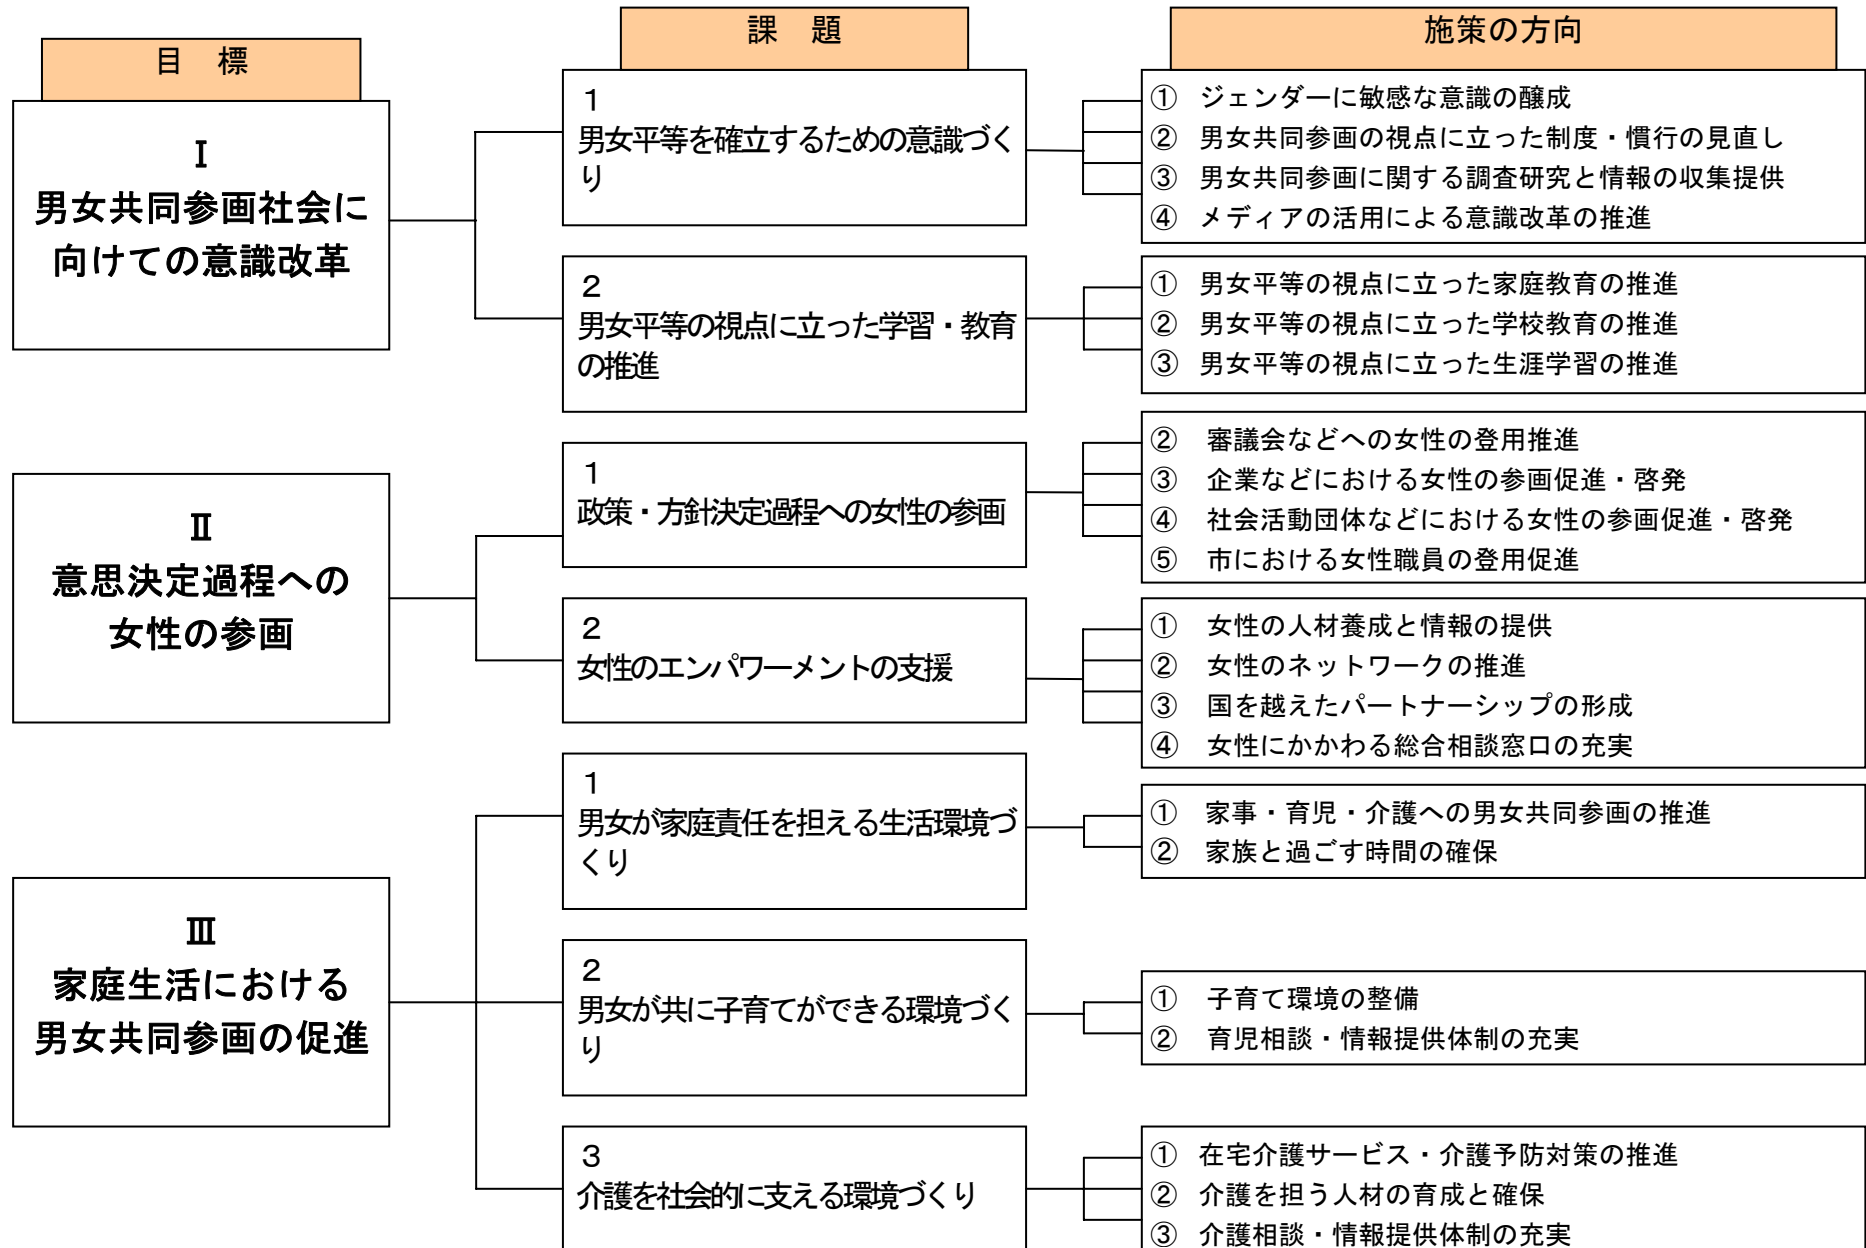 目　標
課　題
施策の方向
Ⅰ
男女共同参画社会に
向けての意識改革
1
男女平等を確立するための意識づく
り
① ジェンダーに敏感な意識の醸成
② 男女共同参画の視点に立った制度・慣行の見直し
③ 男女共同参画に関する調査研究と情報の収集提供
④ メディアの活用による意識改革の推進
2
男女平等の視点に立った学習・教育
の推進
① 男女平等の視点に立った家庭教育の推進
② 男女平等の視点に立った学校教育の推進
③ 男女平等の視点に立った生涯学習の推進
Ⅱ
意思決定過程への
女性の参画
1
政策・方針決定過程への女性の参画
② 審議会などへの女性の登用推進
③ 企業などにおける女性の参画促進・啓発
④ 社会活動団体などにおける女性の参画促進・啓発
⑤ 市における女性職員の登用促進
2
女性のエンパワーメントの支援
① 女性の人材養成と情報の提供
② 女性のネットワークの推進
③ 国を越えたパートナーシップの形成
④ 女性にかかわる総合相談窓口の充実
Ⅲ
家庭生活における
男女共同参画の促進
1
男女が家庭責任を担える生活環境づ
くり
① 家事・育児・介護への男女共同参画の推進
② 家族と過ごす時間の確保
2
男女が共に子育てができる環境づく
り
① 子育て環境の整備
② 育児相談・情報提供体制の充実
3
介護を社会的に支える環境づくり
① 在宅介護サービス・介護予防対策の推進
② 介護を担う人材の育成と確保
③ 介護相談・情報提供体制の充実